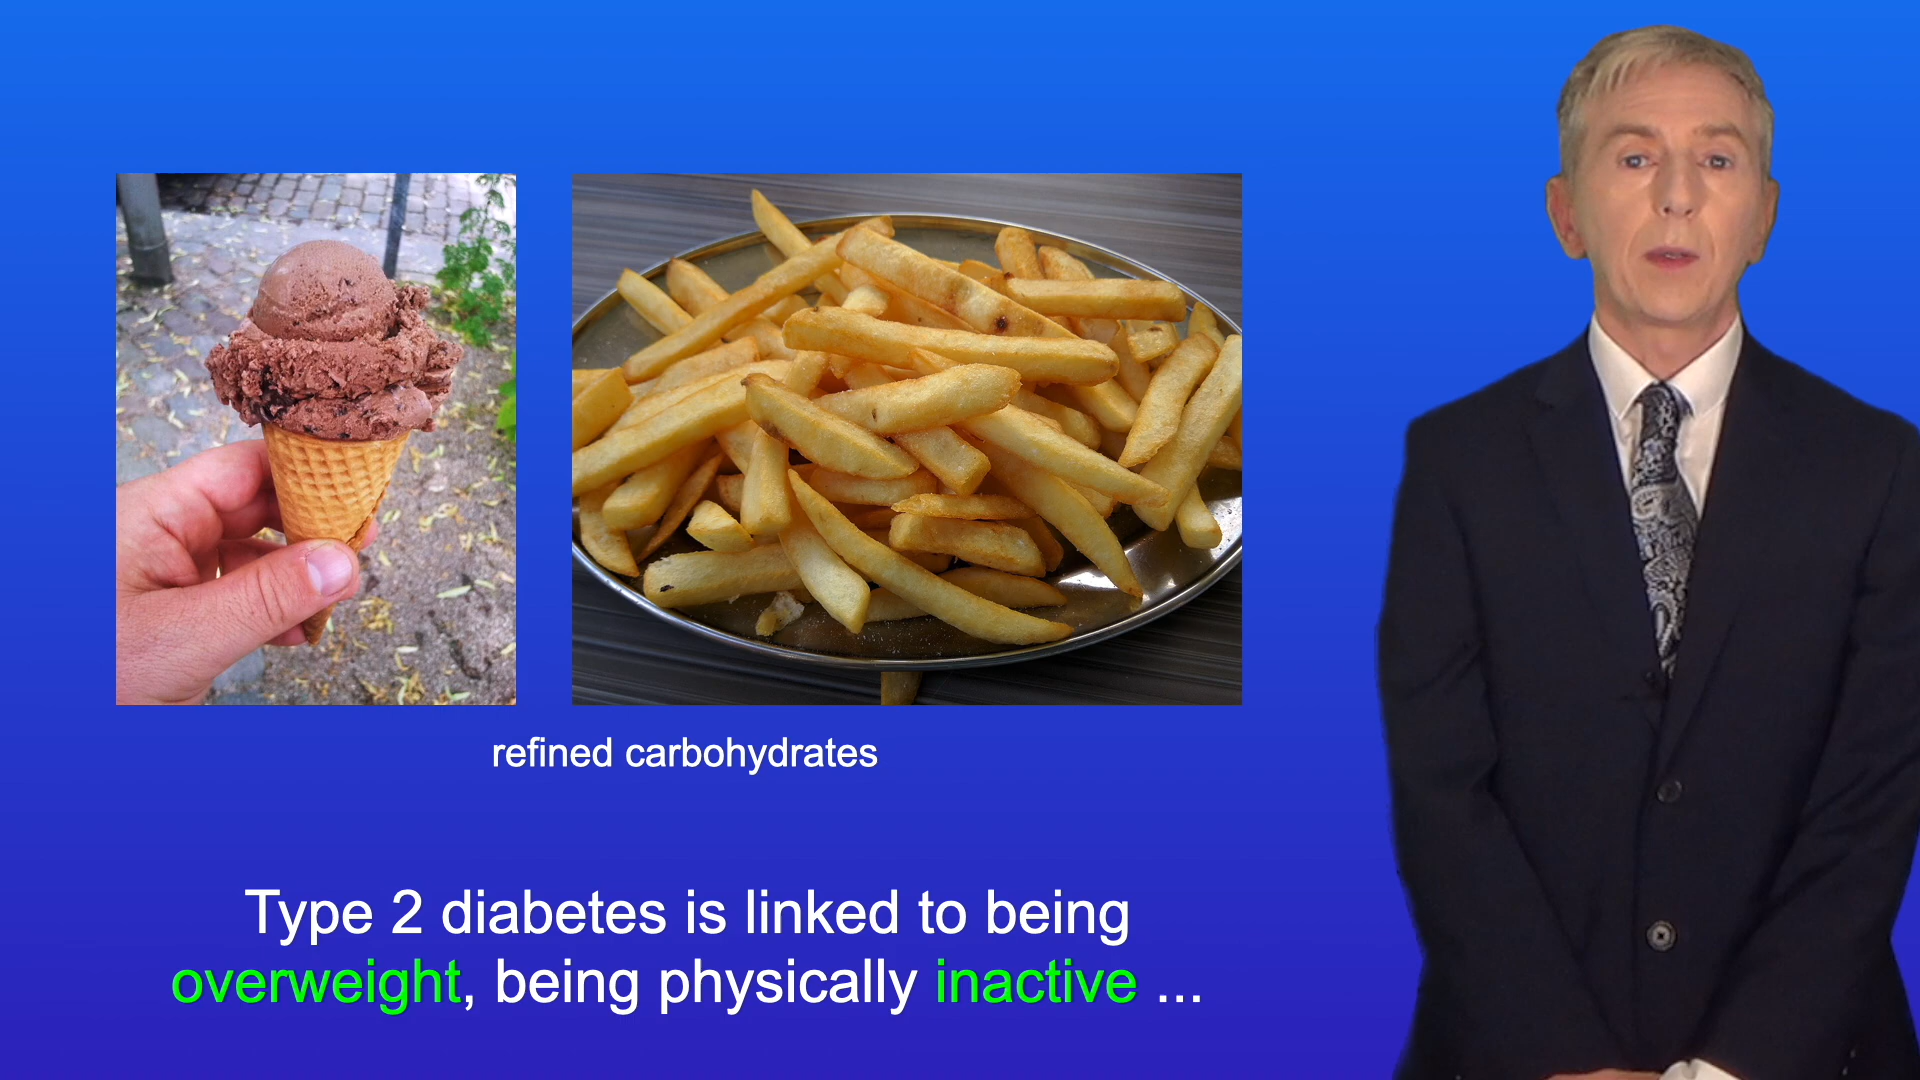 refined carbohydrates
Type 2 diabetes is linked to being
overweight, being physically inactive ...